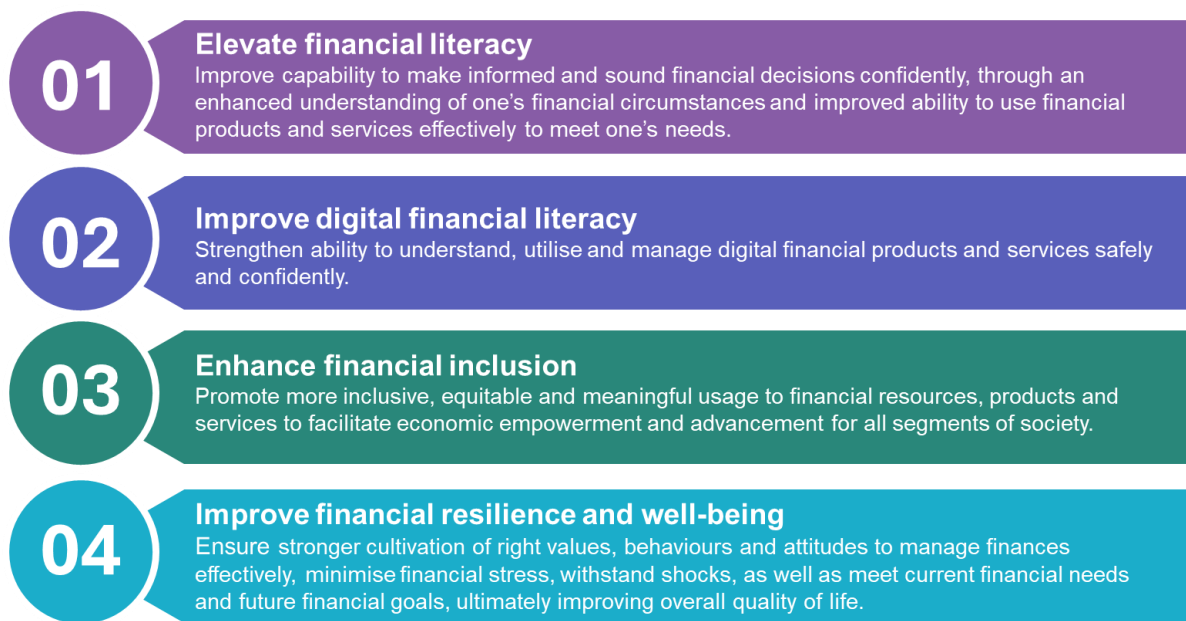 01
Elevate financial literacy
Improve capability to make informed and sound financial decisions confidently, through an
enhanced understanding of one's financial circumstances and improved ability to use financial
products and services effectively to meet one's needs.
02
Improve digital financial literacy
Strengthen ability to understand, utilise and manage digital financial products and services safely
and confidently.
03
Enhance financial inclusion
Promote more inclusive, equitable and meaningful usage to financial resources, products and
services to facilitate economic empowerment and advancement for all segments of society.
04
Improve financial resilience and well-being
Ensure stronger cultivation of right values, behaviours and attitudes to manage finances
effectively, minimise financial stress, withstand shocks, as well as meet current financial needs
and future financial goals, ultimately improving overall quality of life.